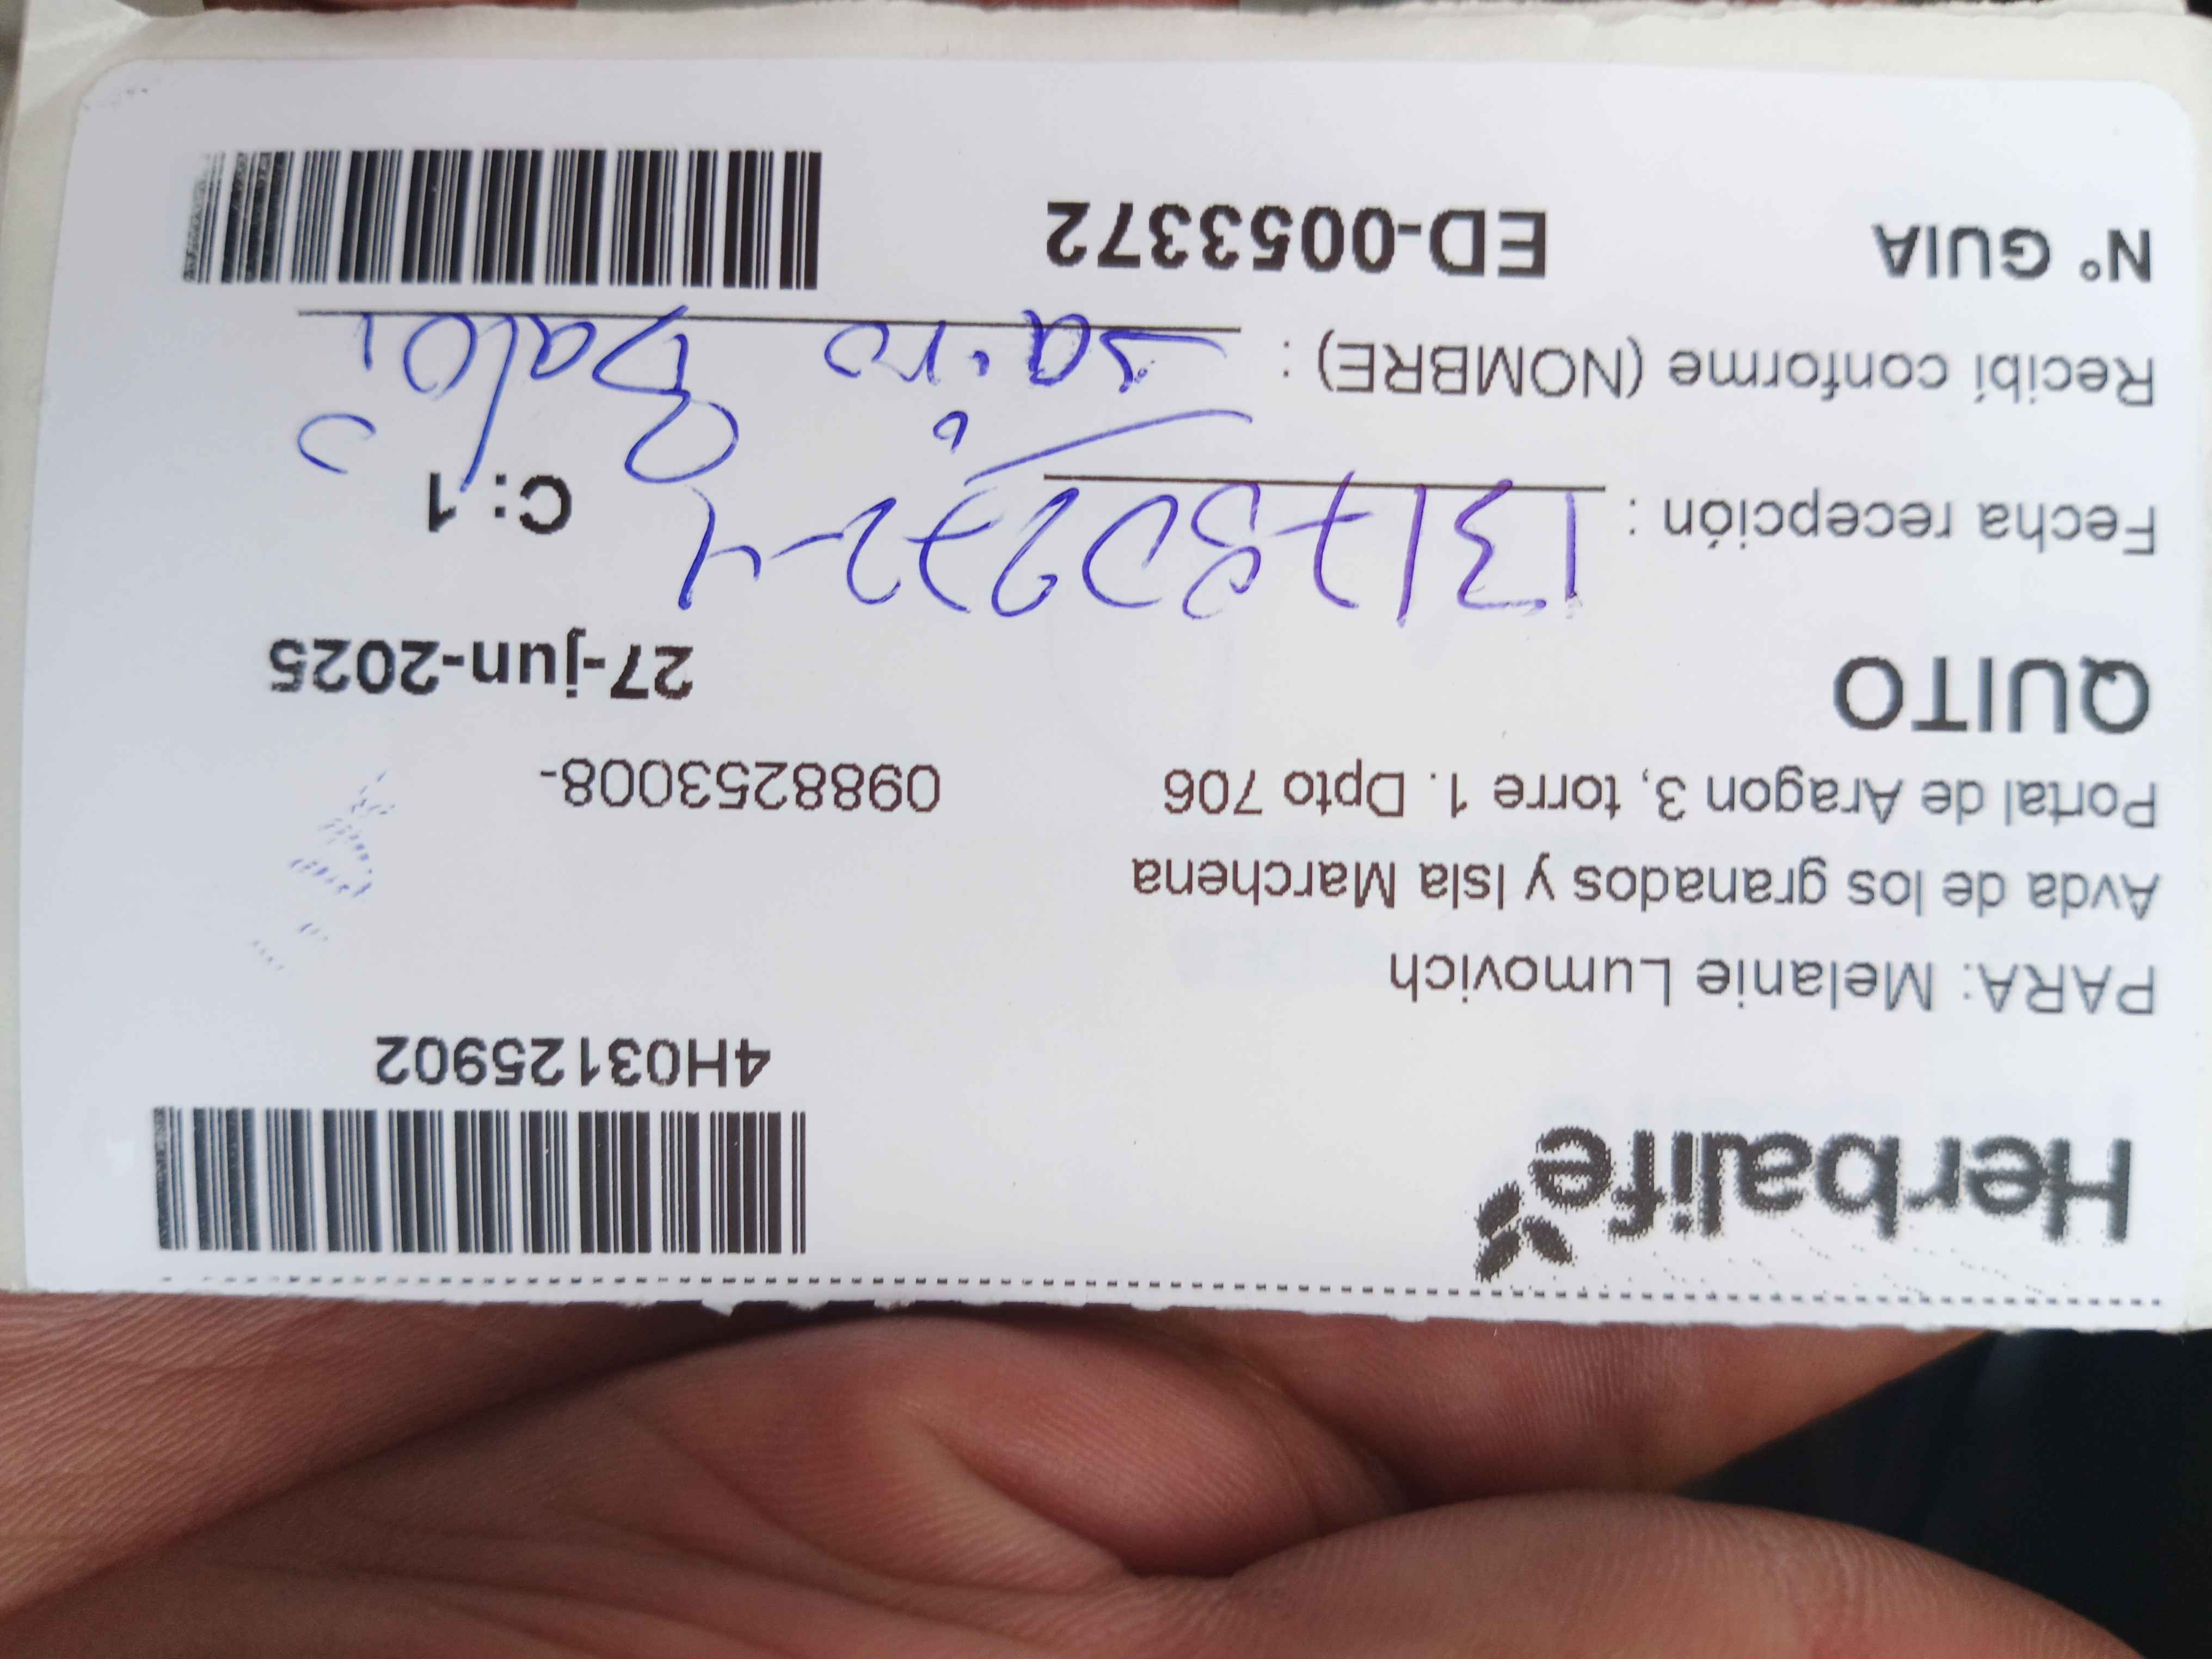 Herbalife
4H03125902
PARA: Melanie Lumovich
Avda de los granados y Isla Marchena
Portal de Aragon 3, torre 1. Dpto 706
0988253008-
QUITO
27-jun-2025
Fecha recepción :
C: 1
Recibí conforme (NOMBRE) :
N° GUIA
ED-0053372